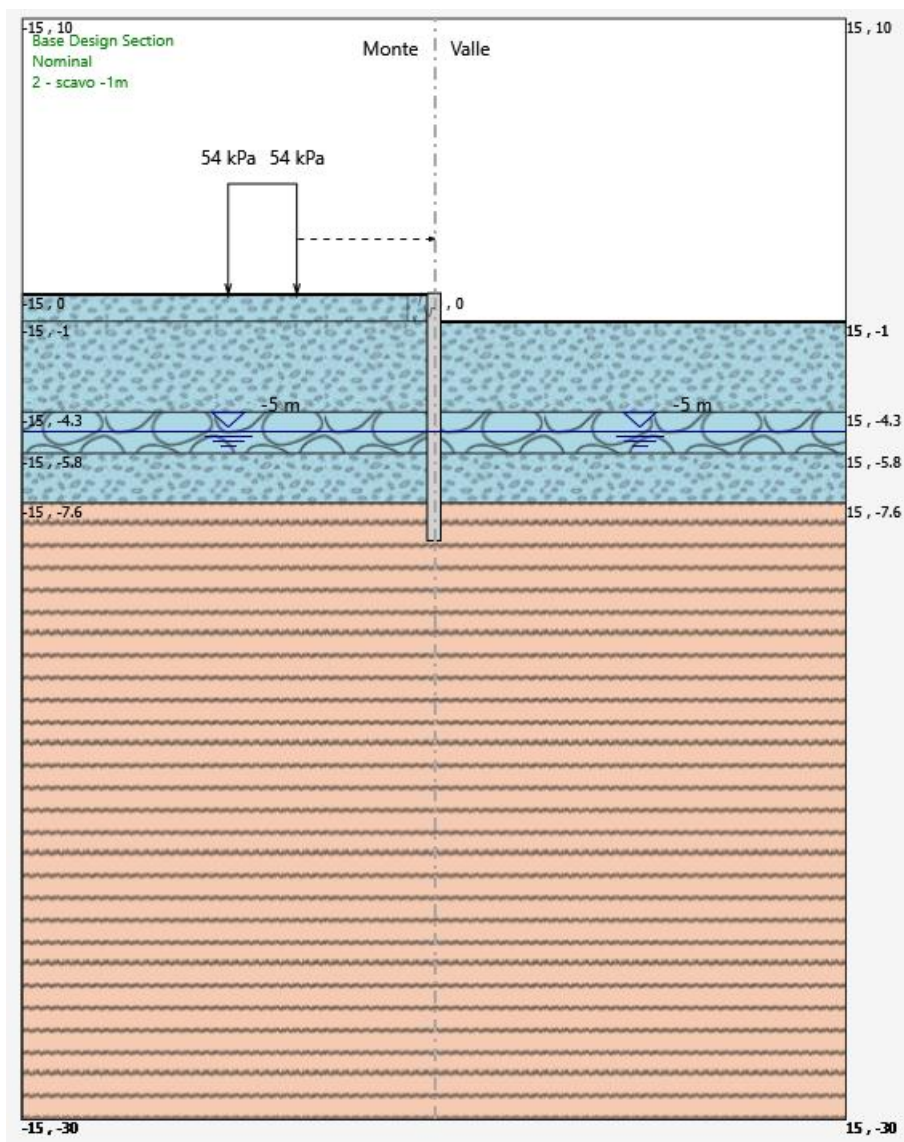 -15 , 10
15 , 10
Base Design Section
Nominal
2 - scavo -1m
Monte
Valle
54 kPa
54 kPa
-15 , 0
, 0
-15 , -1
15 , -1
-5 m
-5 m
-15 , -4.3
15 , -4.3
-15 , -5.8
15 , -5.8
-15 , -7.6
15 , -7.6
-15 , -30
15 , -30